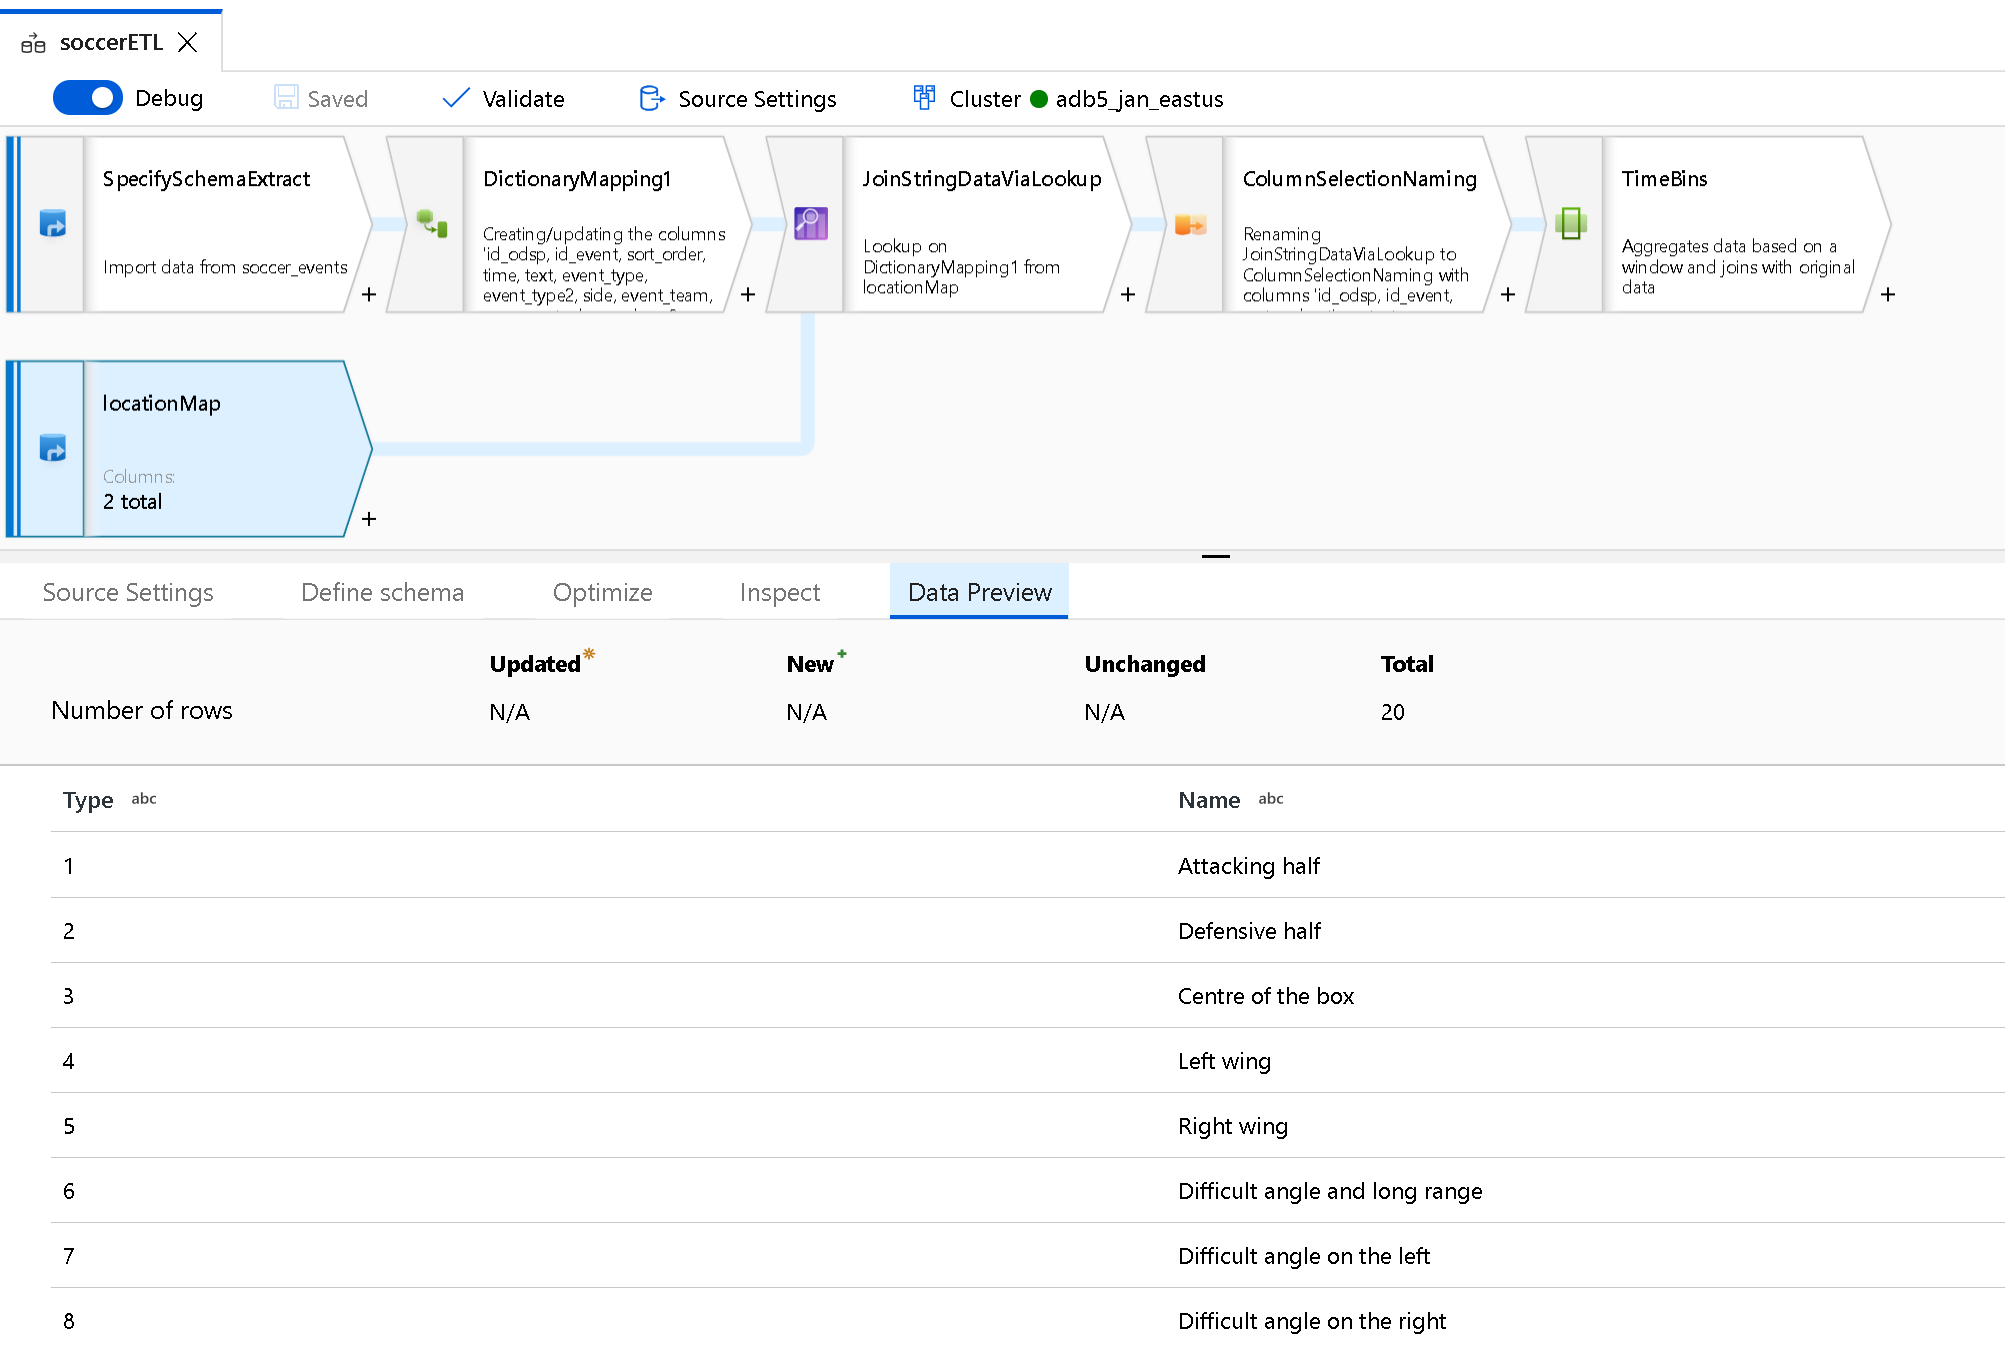 soccerETL
Debug
Saved
Validate
Source Settings
Cluster adb5_jan_eastus
SpecifySchemaExtract
Import data from soccer_events
+
DictionaryMapping1
Creating/updating the columns
'id_odsp, id_event, sort_order,
time, text, event_type,
event_type2, side, event_team,
+
JoinStringDataViaLookup
Lookup on
DictionaryMapping1 from
locationMap
+
ColumnSelectionNaming
Renaming
JoinStringDataViaLookup to
ColumnSelectionNaming with
columns 'id_odsp, id_event,
+
TimeBins
Aggregates data based on a
window and joins with original
data
+
locationMap
Columns:
2 total
+
Source Settings
Define schema
Optimize
Inspect
Data Preview
Updated* New+ Unchanged Total
Number of rows N/A N/A N/A 20
Type abc Name abc
1 Attacking half
2 Defensive half
3 Centre of the box
4 Left wing
5 Right wing
6 Difficult angle and long range
7 Difficult angle on the left
8 Difficult angle on the right